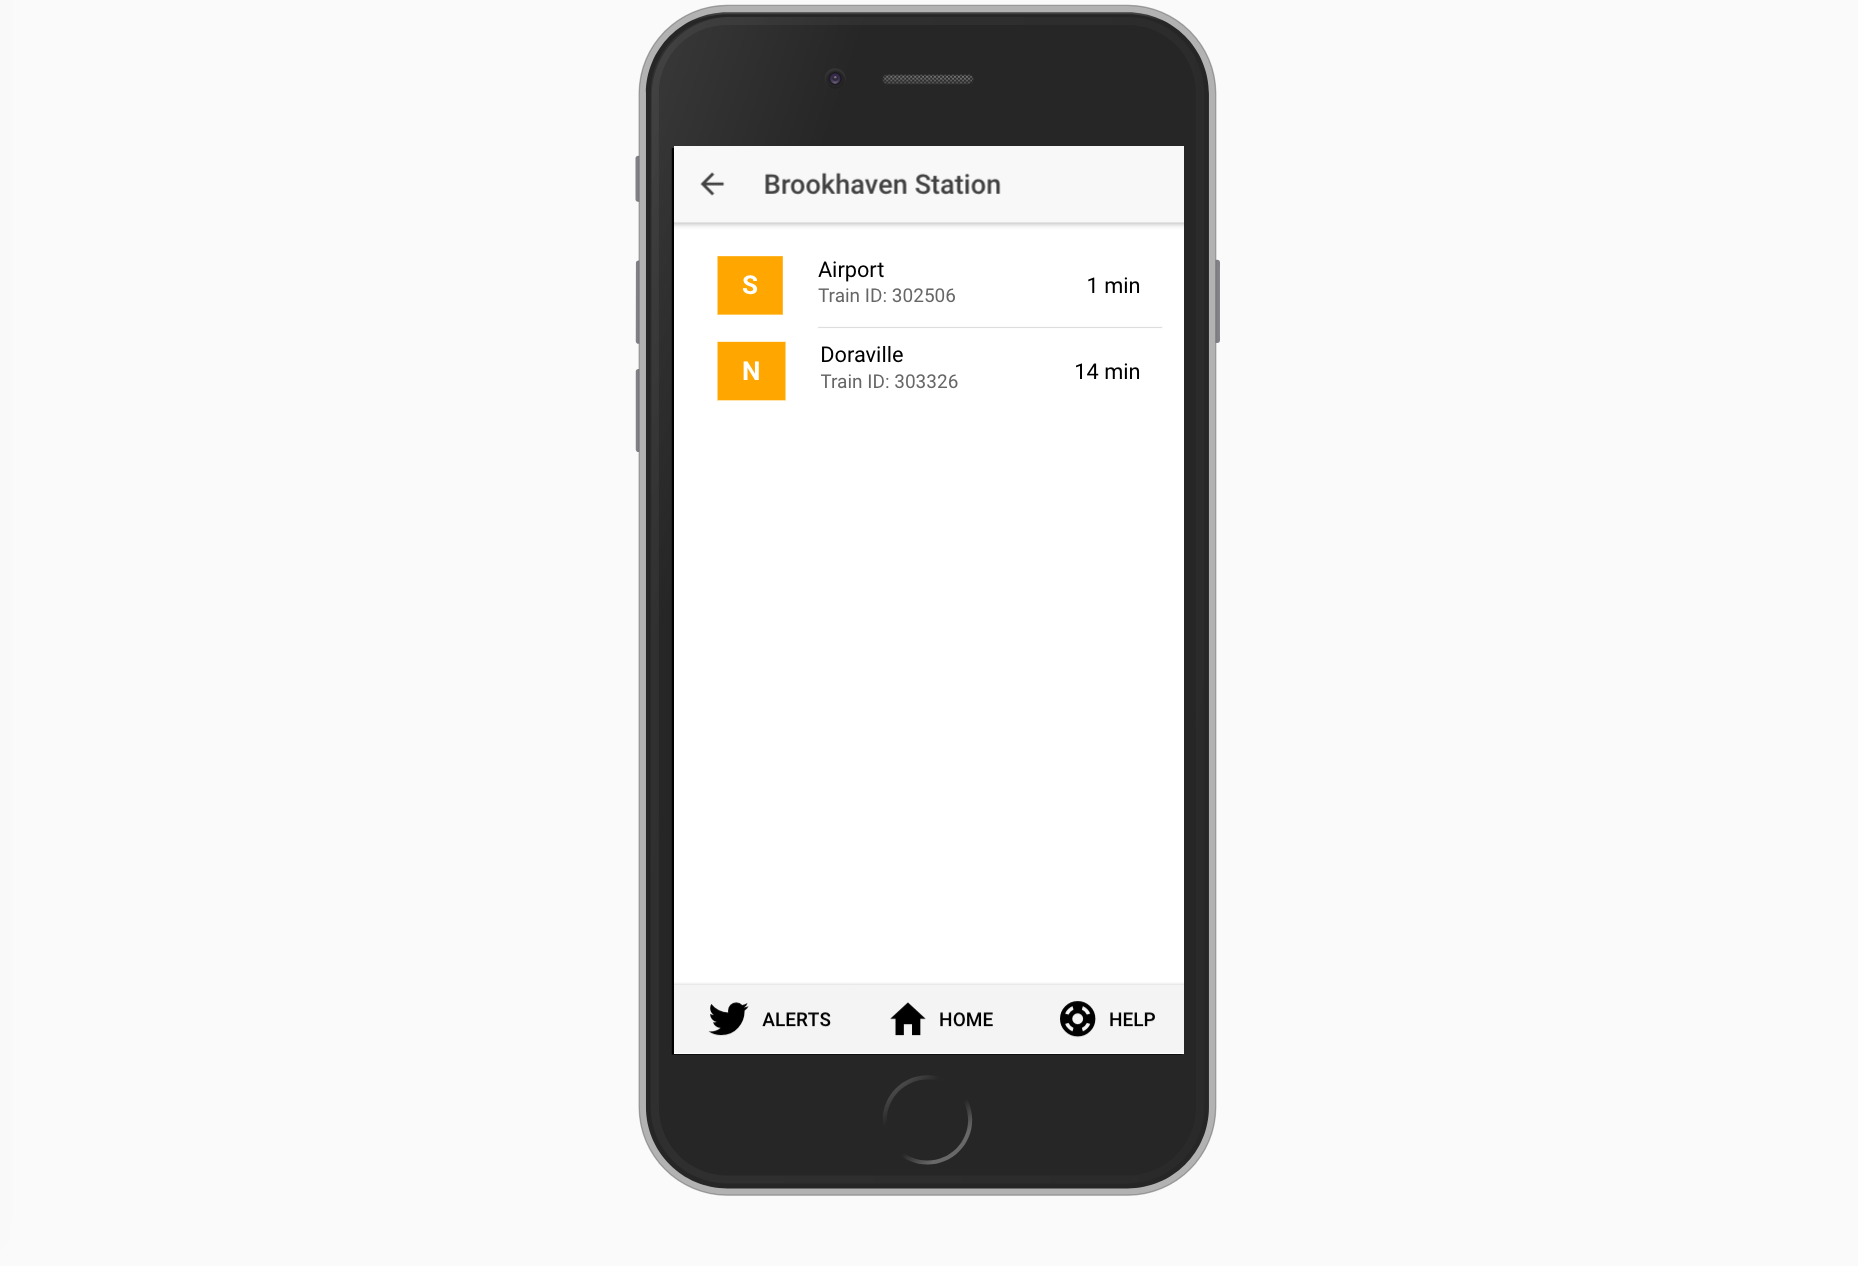 Brookhaven Station
S
Airport
Train ID: 302506
1 min
N
Doraville
Train ID: 303326
14 min
ALERTS
HOME
HELP